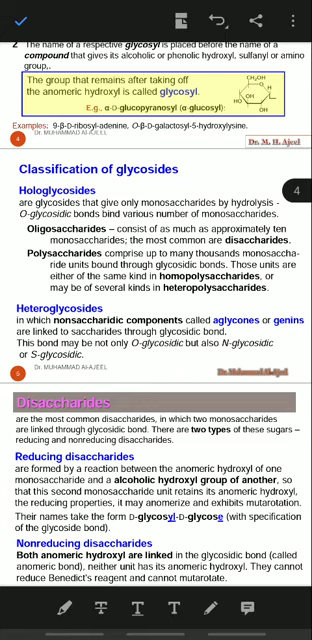 2 The name of a respective glycosyl is placed before the name of a
compound that gives its alcoholic or phenolic hydroxyl, sulfanyl or amino
group,.
The group that remains after taking off
the anomeric hydroxyl is called glycosyl.
E.g., α-D-glucopyranosyl (α-glucosyl):
CH₂OH
O
H
OH
HO
OH
Examples: 9-β-D-ribosyl-adenine, O-β-D-galactosyl-5-hydroxylysine.
4
Dr. MUHAMMAD Al-AJEEL
Dr. M. H. Ajeel
4
Classification of glycosides
Hologlycosides
are glycosides that give only monosaccharides by hydrolysis -
O-glycosidic bonds bind various number of monosaccharides.
Oligosaccharides – consist of as much as approximately ten
monosaccharides; the most common are disaccharides.
Polysaccharides comprise up to many thousands monosaccha-
ride units bound through glycosidic bonds. Those units are
either of the same kind in homopolysaccharides, or
may be of several kinds in heteropolysaccharides.
Heteroglycosides
in which nonsaccharidic components called aglycones or genins
are linked to saccharides through glycosidic bond.
This bond may be not only O-glycosidic but also N-glycosidic
or S-glycosidic.
5
Dr. MUHAMMAD Al-AJEEL
Dr. Muhammad Ajeel
Disaccharides
are the most common disaccharides, in which two monosaccharides
are linked through glycosidic bond. There are two types of these sugars –
reducing and nonreducing disaccharides.
Reducing disaccharides
are formed by a reaction between the anomeric hydroxyl of one
monosaccharide and a alcoholic hydroxyl group of another, so
that this second monosaccharide unit retains its anomeric hydroxyl,
the reducing properties, it may anomerize and exhibits mutarotation.
Their names take the form D-glycosyl-D-glycose (with specification
of the glycoside bond).
Nonreducing disaccharides
Both anomeric hydroxyl are linked in the glycosidic bond (called
anomeric bond), neither unit has its anomeric hydroxyl. They cannot
reduce Benedict's reagent and cannot mutarotate.